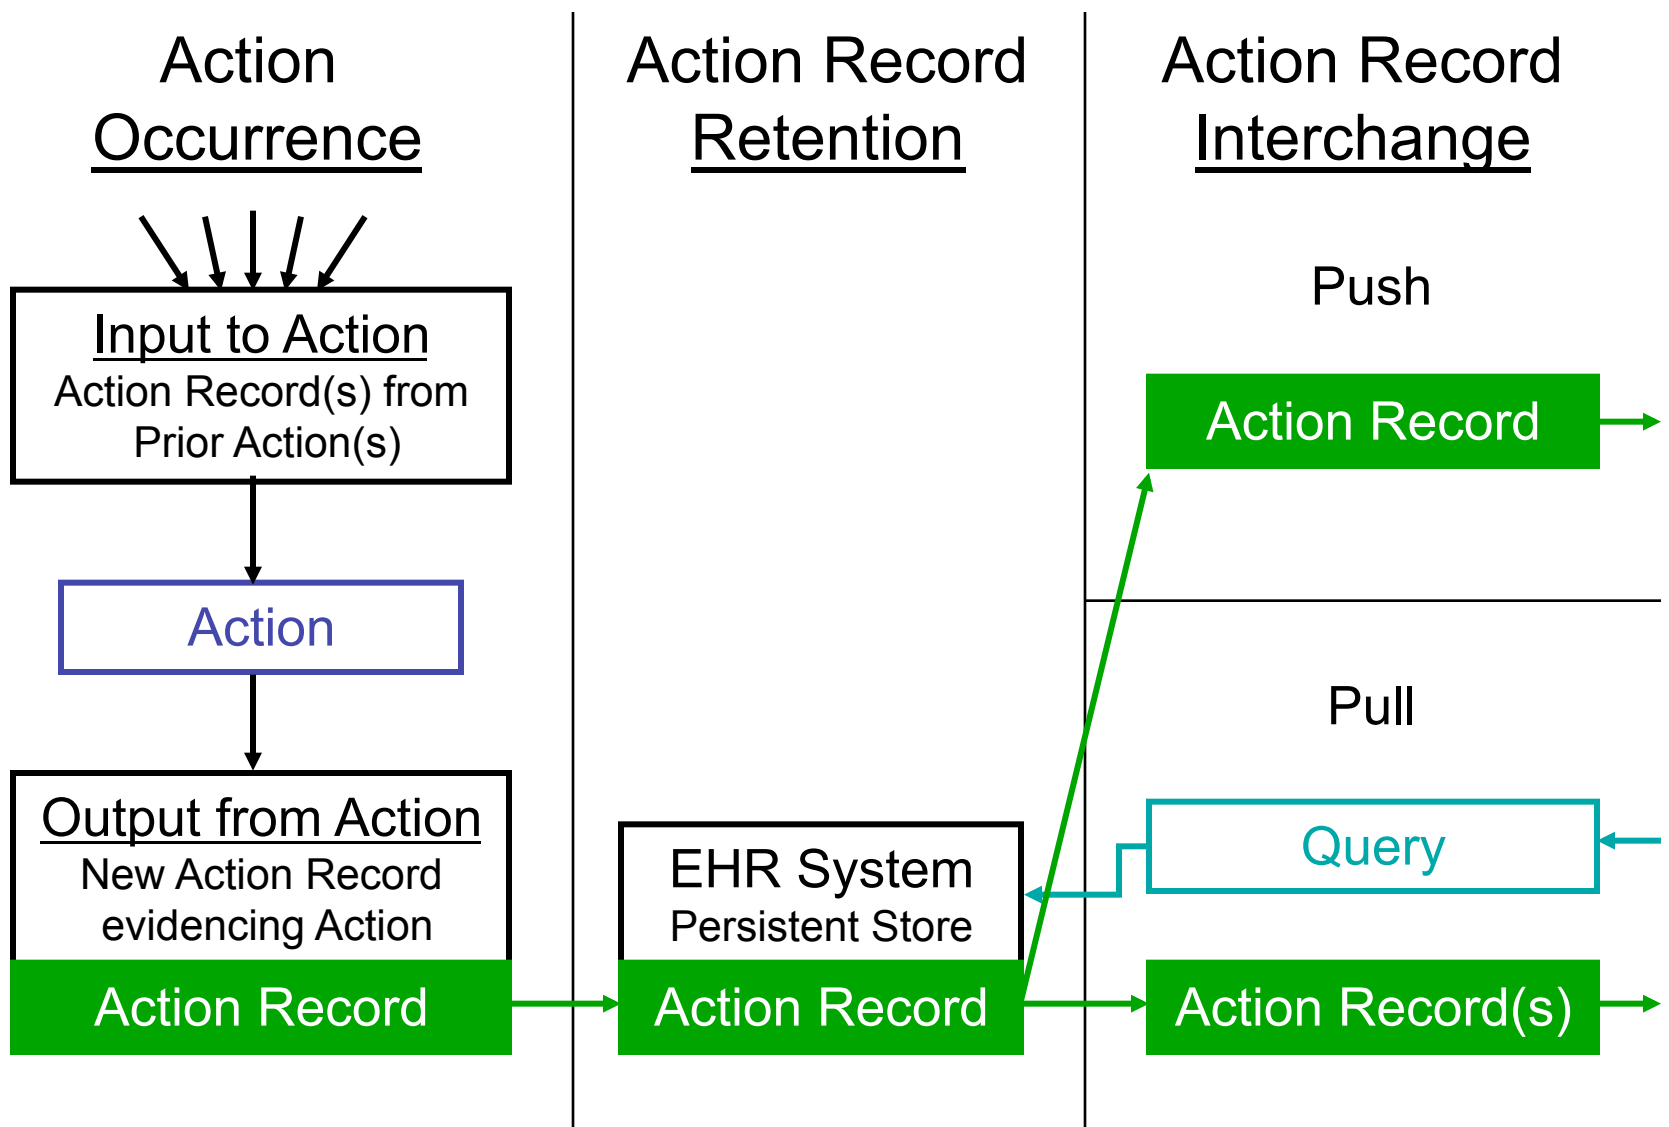 Action
Occurrence
Input to Action
Action Record(s) from
Prior Action(s)
Action
Output from Action
New Action Record
evidencing Action
Action Record
Action Record
Retention
EHR System
Persistent Store
Action Record
Action Record
Interchange
Push
Action Record
Pull
Query
Action Record(s)